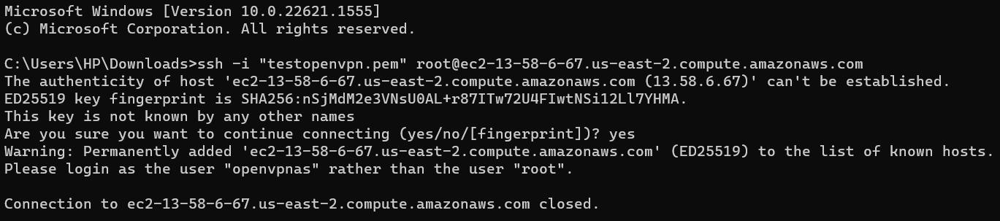 Microsoft Windows [Version 10.0.22621.1555]
(c) Microsoft Corporation. All rights reserved.
C:\Users\HP\Downloads>ssh -i "testopenvpn.pem" root@ec2-13-58-6-67.us-east-2.compute.amazonaws.com
The authenticity of host 'ec2-13-58-6-67.us-east-2.compute.amazonaws.com (13.58.6.67)' can't be established.
ED25519 key fingerprint is SHA256:nSjMdM2e3VNsU0AL+r87ITw72U4FIwtNSi12Ll7YHMA.
This key is not known by any other names
Are you sure you want to continue connecting (yes/no/[fingerprint])? yes
Warning: Permanently added 'ec2-13-58-6-67.us-east-2.compute.amazonaws.com' (ED25519) to the list of known hosts.
Please login as the user "openvpnas" rather than the user "root".
Connection to ec2-13-58-6-67.us-east-2.compute.amazonaws.com closed.